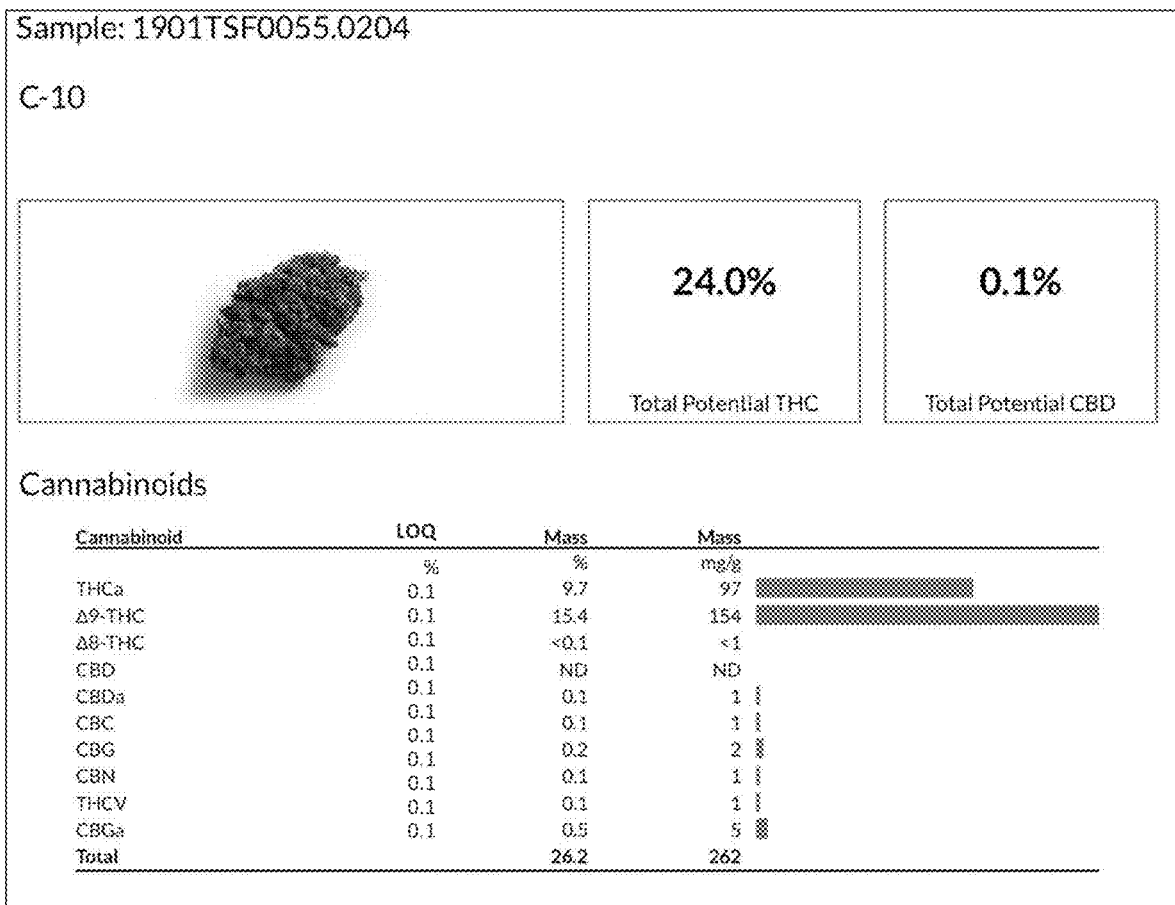 Sample: 1901TSF0055.0204
C-10
24.0%
Total Potential THC
0.1%
Total Potential CBD
Cannabinoids
Cannabinoid LOQ Mass Mass
% % mg/g
THCa 0.1 9.7 97
Δ9-THC 0.1 15.4 154
Δ8-THC 0.1 <0.1 <1
CBD 0.1 ND ND
CBDa 0.1 0.1 1
CBC 0.1 0.1 1
CBG 0.1 0.2 2
CBN 0.1 0.1 1
THCV 0.1 0.1 1
CBGa 0.1 0.5 5
0.1
Total 26.2 262